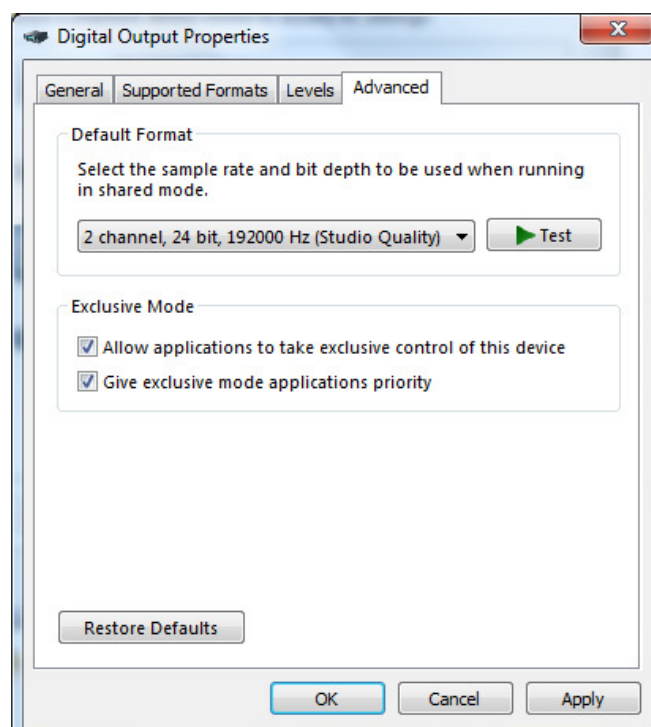 Digital Output Properties
General
Supported Formats
Levels
Advanced
Default Format
Select the sample rate and bit depth to be used when running
in shared mode.
2 channel, 24 bit, 192000 Hz (Studio Quality)
Test
Exclusive Mode
Allow applications to take exclusive control of this device
Give exclusive mode applications priority
Restore Defaults
OK
Cancel
Apply